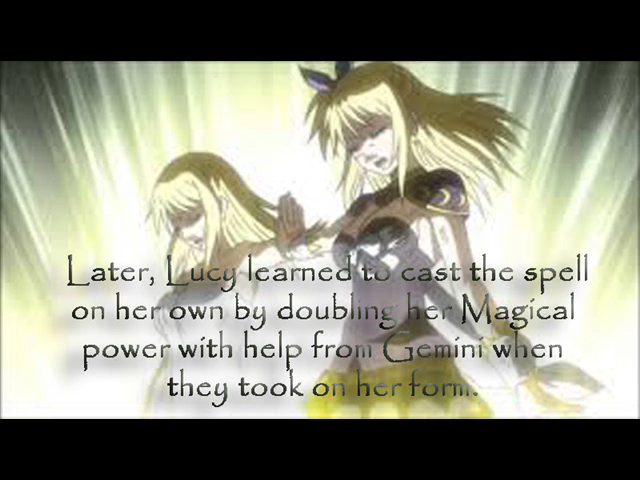 Later, Lucy learned to cast the spell
on her own by doubling her Magical
power with help from Gemini when
they took on her form.